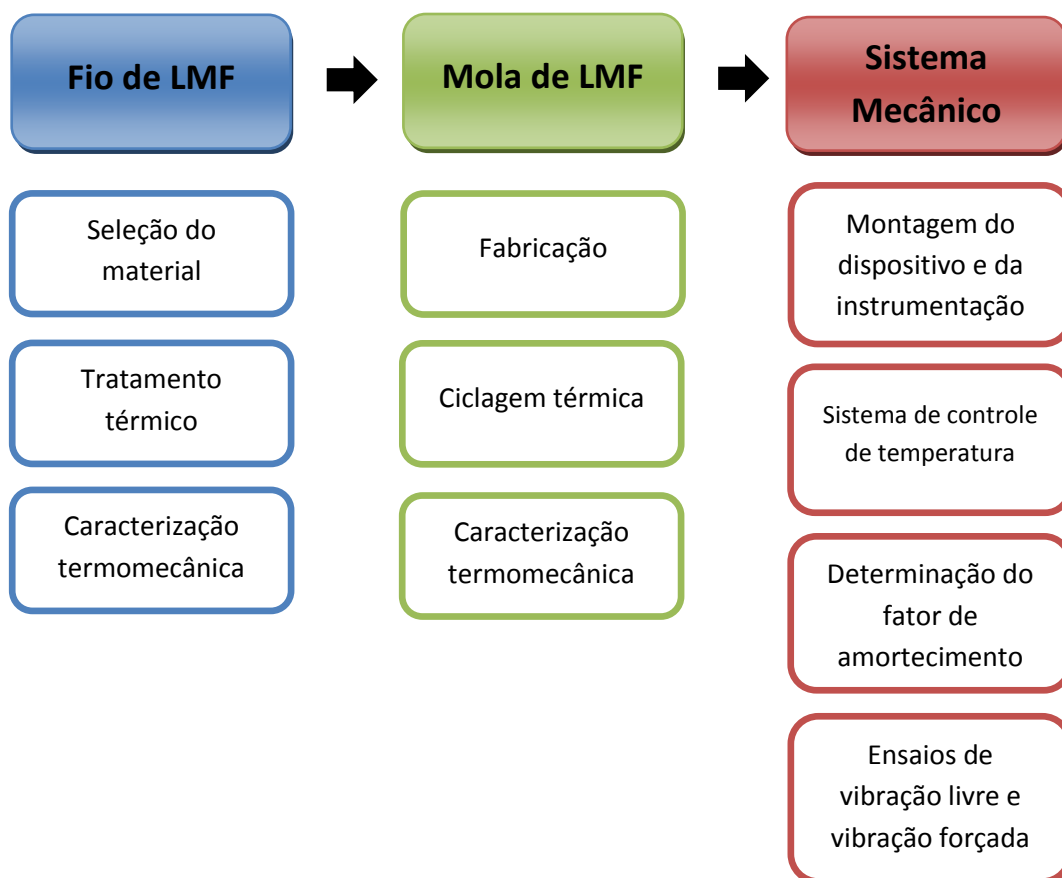 Fio de LMF
Seleção do
material
Tratamento
térmico
Caracterização
termomecânica
Mola de LMF
Fabricação
Ciclagem térmica
Caracterização
termomecânica
Sistema
Mecânico
Montagem do
dispositivo e da
instrumentação
Sistema de controle
de temperatura
Determinação do
fator de
amortecimento
Ensaios de
vibração livre e
vibração forçada